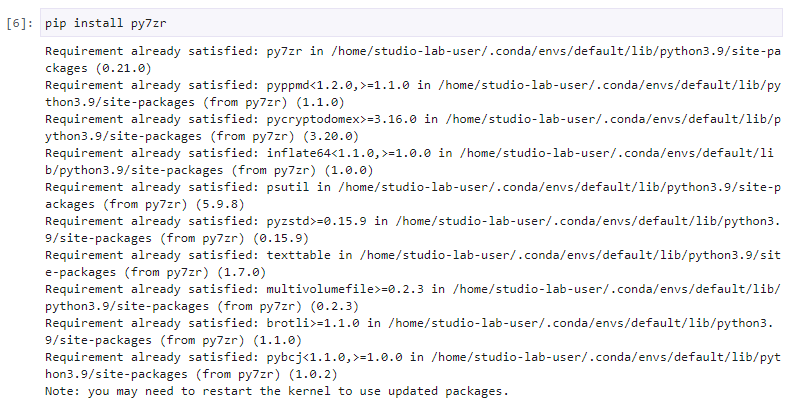 [6]: pip install py7zr
Requirement already satisfied: py7zr in /home/studio-lab-user/.conda/envs/default/lib/python3.9/site-pa
ckages (0.21.0)
Requirement already satisfied: pyppmd<1.2.0,>=1.1.0 in /home/studio-lab-user/.conda/envs/default/lib/py
thon3.9/site-packages (from py7zr) (1.1.0)
Requirement already satisfied: pycryptodomex>=3.16.0 in /home/studio-lab-user/.conda/envs/default/lib/p
ython3.9/site-packages (from py7zr) (3.20.0)
Requirement already satisfied: inflate64<1.1.0,>=1.0.0 in /home/studio-lab-user/.conda/envs/default/li
b/python3.9/site-packages (from py7zr) (1.0.0)
Requirement already satisfied: psutil in /home/studio-lab-user/.conda/envs/default/lib/python3.9/site-p
ackages (from py7zr) (5.9.8)
Requirement already satisfied: pyzstd>=0.15.9 in /home/studio-lab-user/.conda/envs/default/lib/python3.
9/site-packages (from py7zr) (0.15.9)
Requirement already satisfied: texttable in /home/studio-lab-user/.conda/envs/default/lib/python3.9/sit
e-packages (from py7zr) (1.7.0)
Requirement already satisfied: multivolumefile>=0.2.3 in /home/studio-lab-user/.conda/envs/default/lib/
python3.9/site-packages (from py7zr) (0.2.3)
Requirement already satisfied: brotli>=1.1.0 in /home/studio-lab-user/.conda/envs/default/lib/python3.
9/site-packages (from py7zr) (1.1.0)
Requirement already satisfied: pybcj<1.1.0,>=1.0.0 in /home/studio-lab-user/.conda/envs/default/lib/pyt
hon3.9/site-packages (from py7zr) (1.0.2)
Note: you may need to restart the kernel to use updated packages.